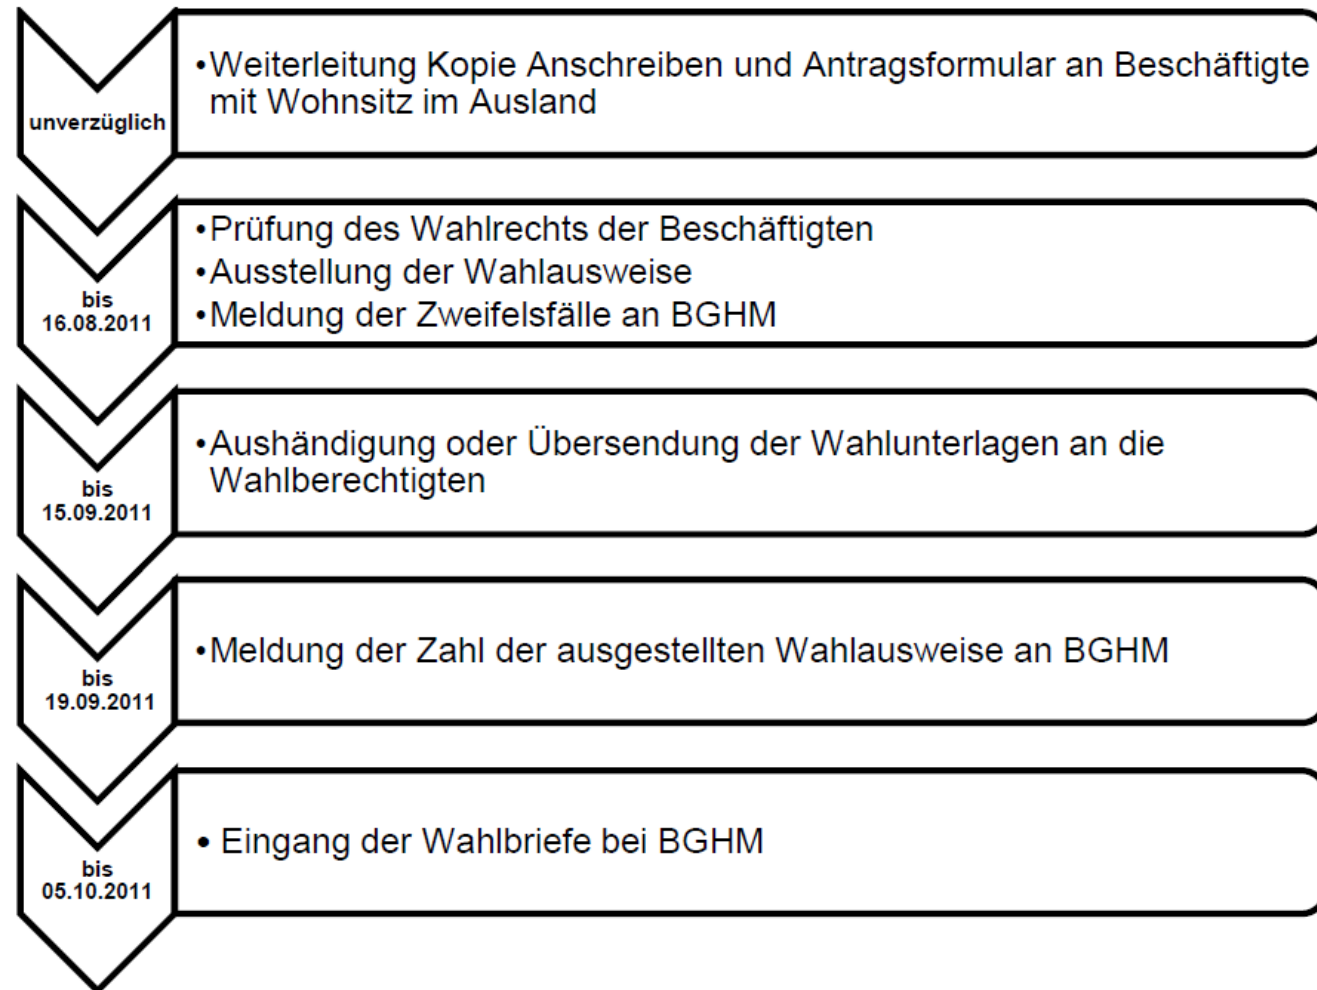 unverzüglich
•Weiterleitung Kopie Anschreiben und Antragsformular an Beschäftigte
mit Wohnsitz im Ausland
bis
16.08.2011
•Prüfung des Wahlrechts der Beschäftigten
•Ausstellung der Wahlausweise
•Meldung der Zweifelsfälle an BGHM
bis
15.09.2011
•Aushändigung oder Übersendung der Wahlunterlagen an die
Wahlberechtigten
bis
19.09.2011
•Meldung der Zahl der ausgestellten Wahlausweise an BGHM
bis
05.10.2011
• Eingang der Wahlbriefe bei BGHM